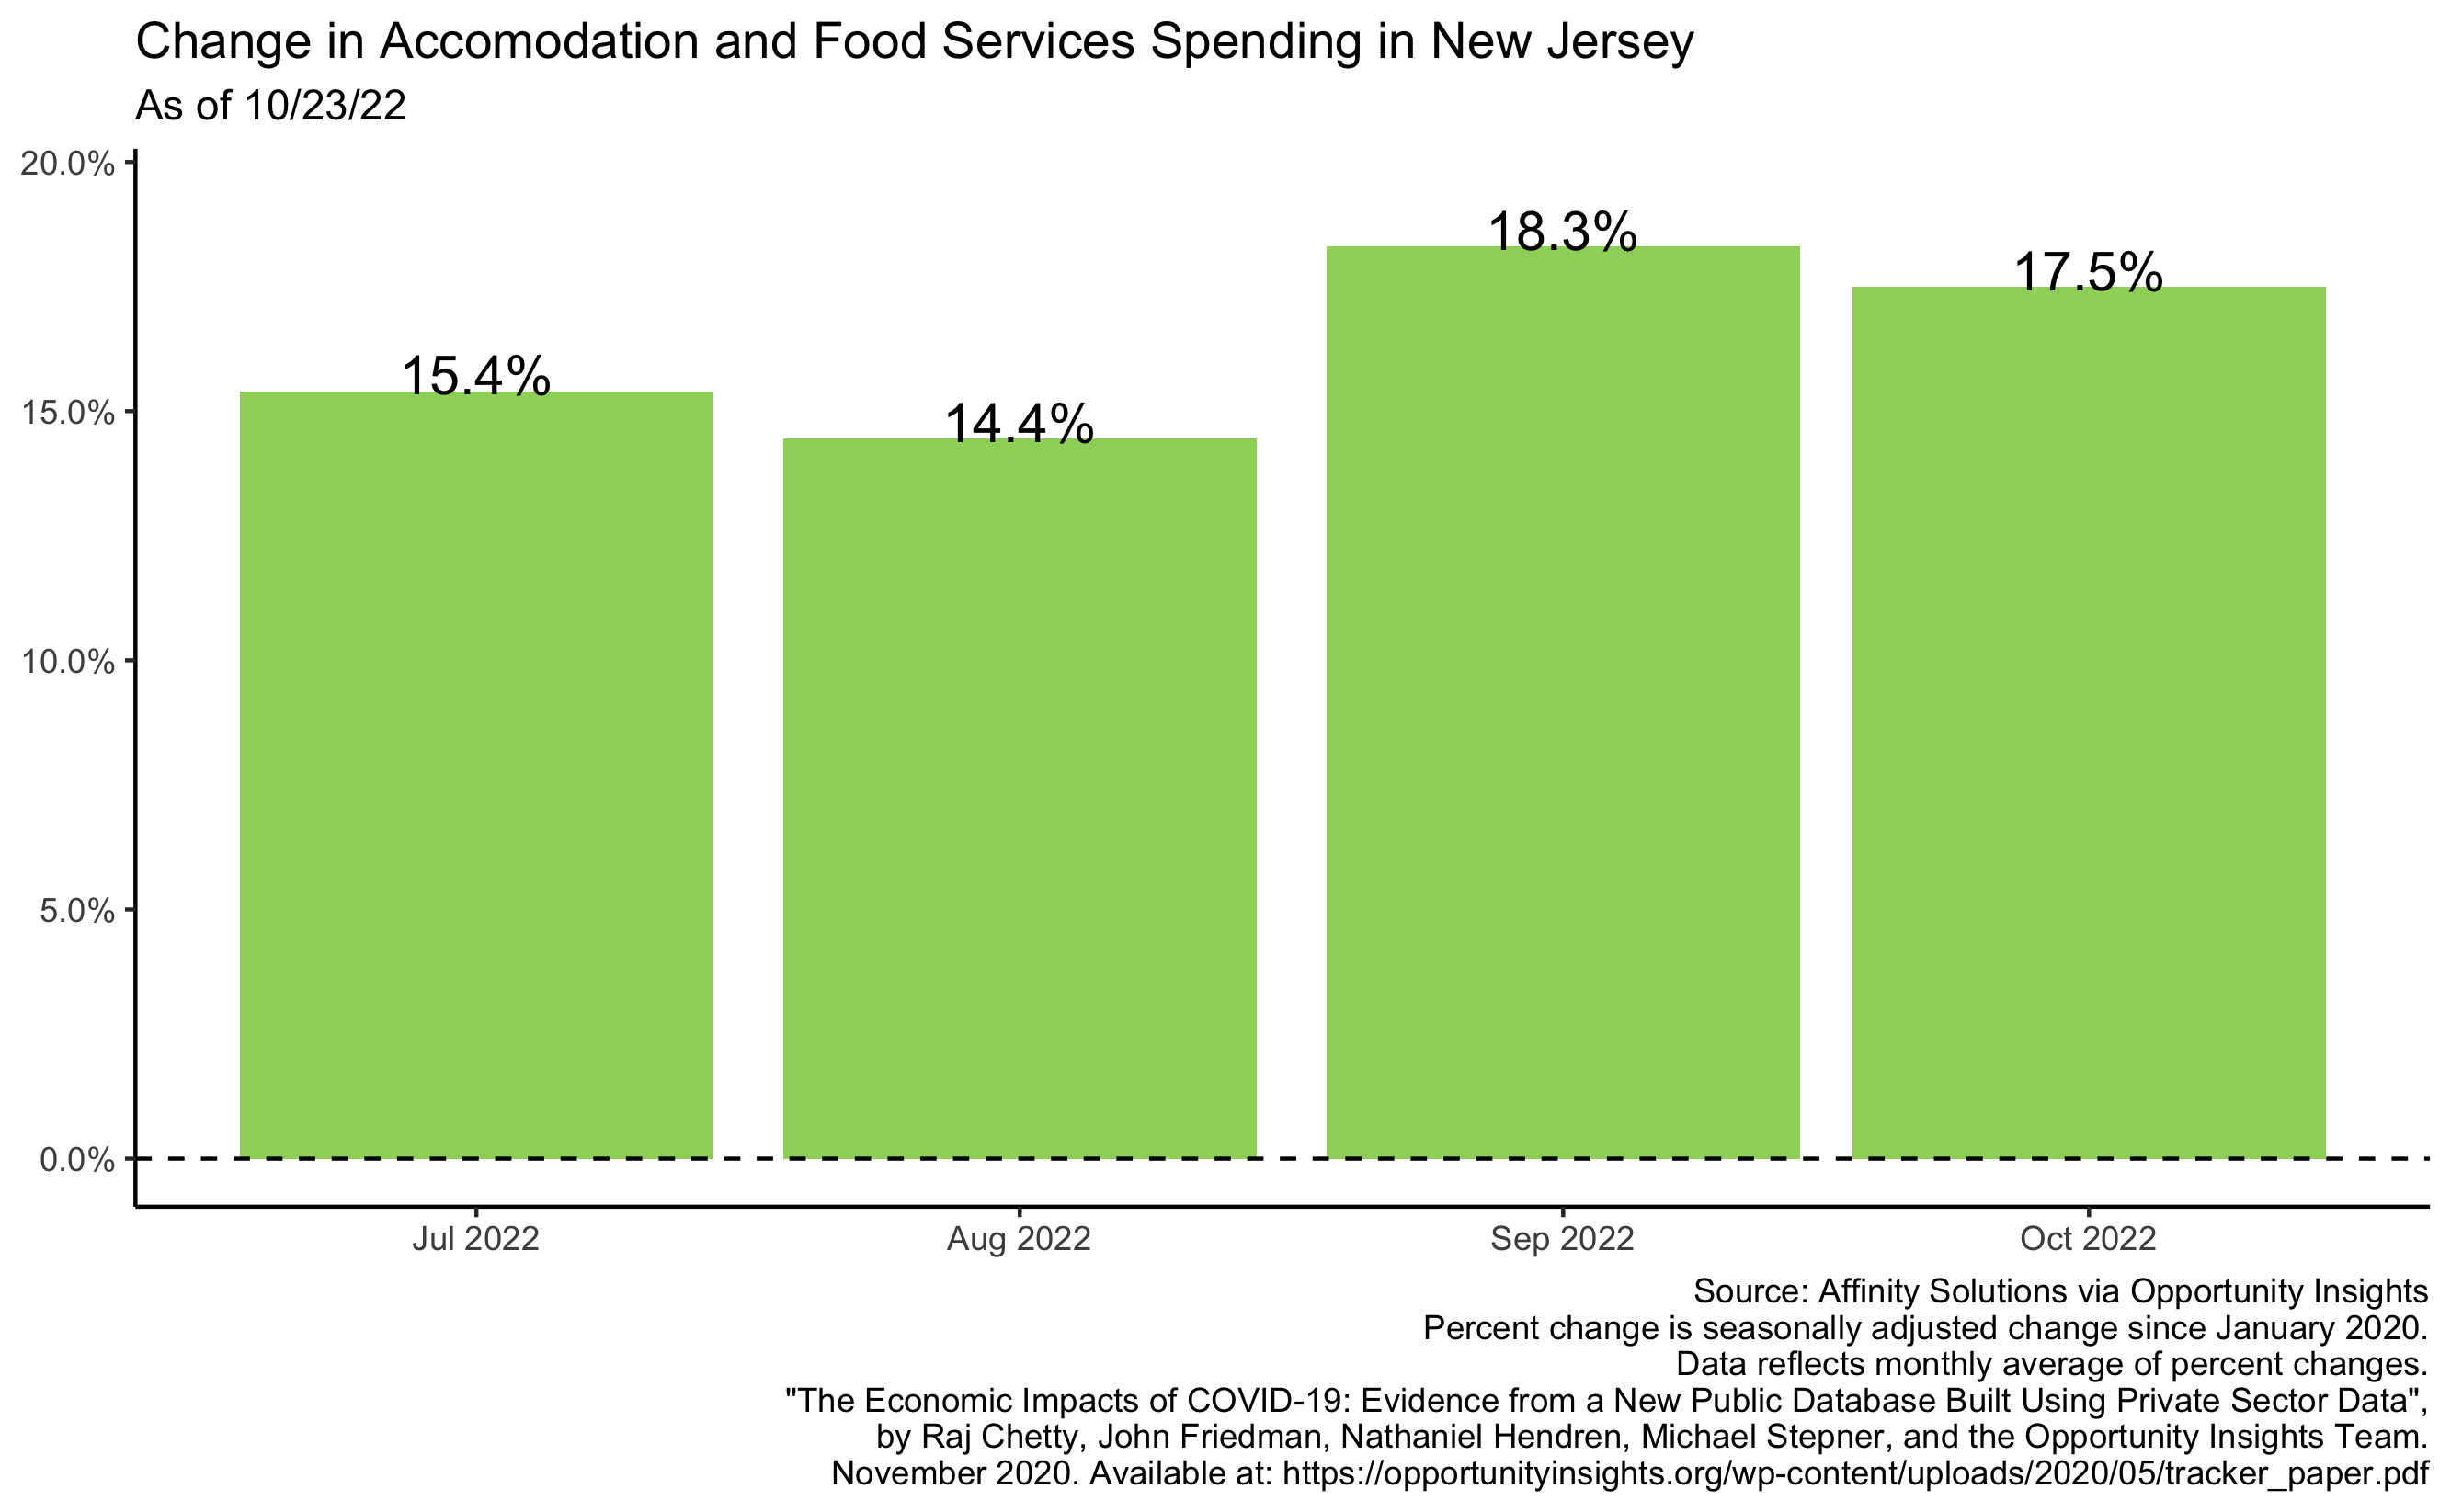 Change in Accomodation and Food Services Spending in New Jersey
As of 10/23/22
20.0%
15.0%
10.0%
5.0%
0.0%
15.4%
14.4%
18.3%
17.5%
Jul 2022
Aug 2022
Sep 2022
Oct 2022
Source: Affinity Solutions via Opportunity Insights
Percent change is seasonally adjusted change since January 2020.
Data reflects monthly average of percent changes.
"The Economic Impacts of COVID-19: Evidence from a New Public Database Built Using Private Sector Data",
by Raj Chetty, John Friedman, Nathaniel Hendren, Michael Stepner, and the Opportunity Insights Team.
November 2020. Available at: https://opportunityinsights.org/wp-content/uploads/2020/05/tracker_paper.pdf